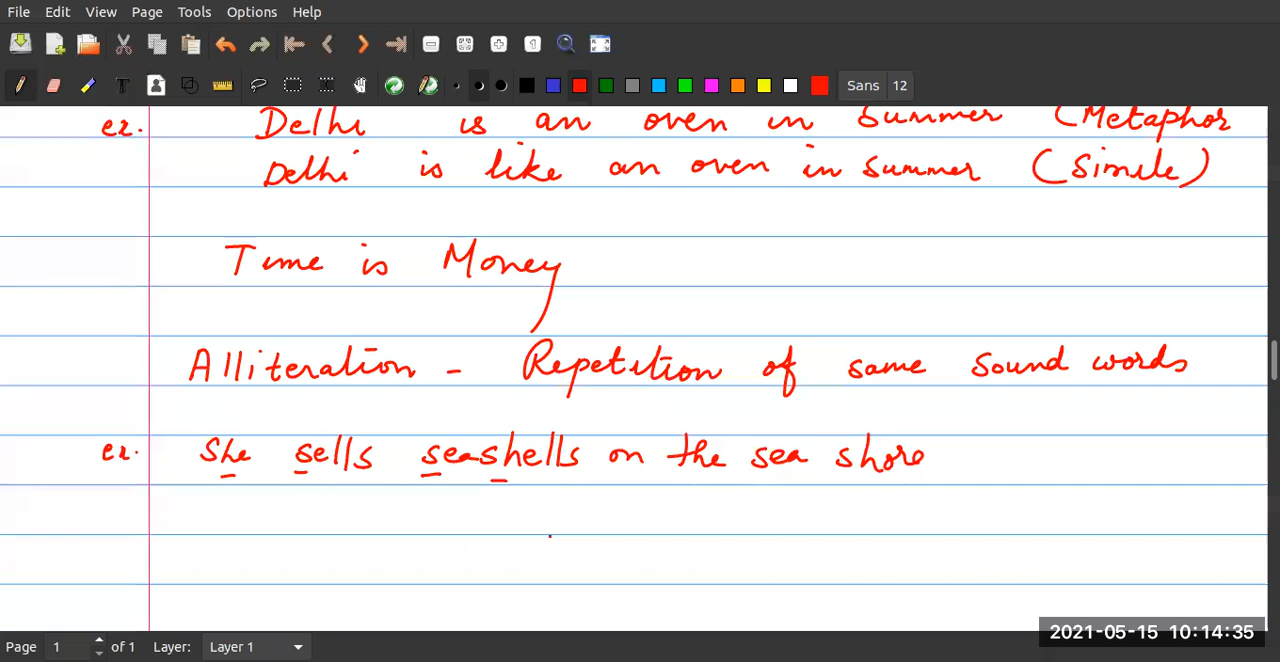 File Edit View Page Tools Options Help
Sans 12
ex. Delhi is an oven in Summer (Metaphor
Delhi is like an oven in summer (Simile)
Time is Money
Alliteration - Repetition of same sound words
ex. She sells seashells on the sea shore
2021-05-15 10:14:35
Page 1 of 1 Layer: Layer 1